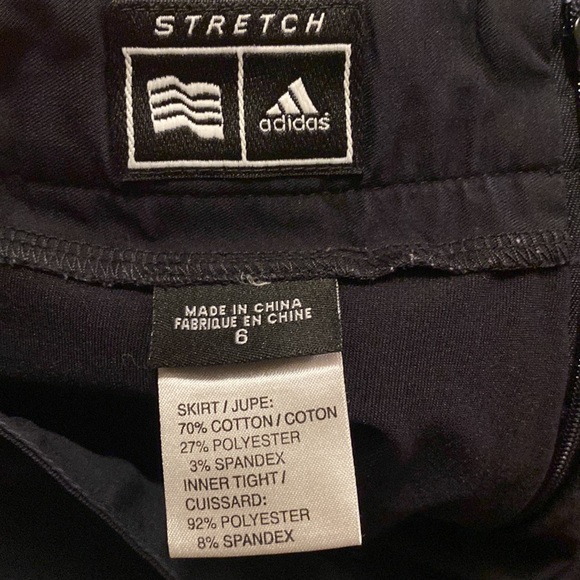 STRETCH
adidas
MADE IN CHINA
FABRIQUE EN CHINE
6
SKIRT / JUPE:
70% COTTON / COTON
27% POLYESTER
3% SPANDEX
INNER TIGHT /
CUISSARD:
92% POLYESTER
8% SPANDEX